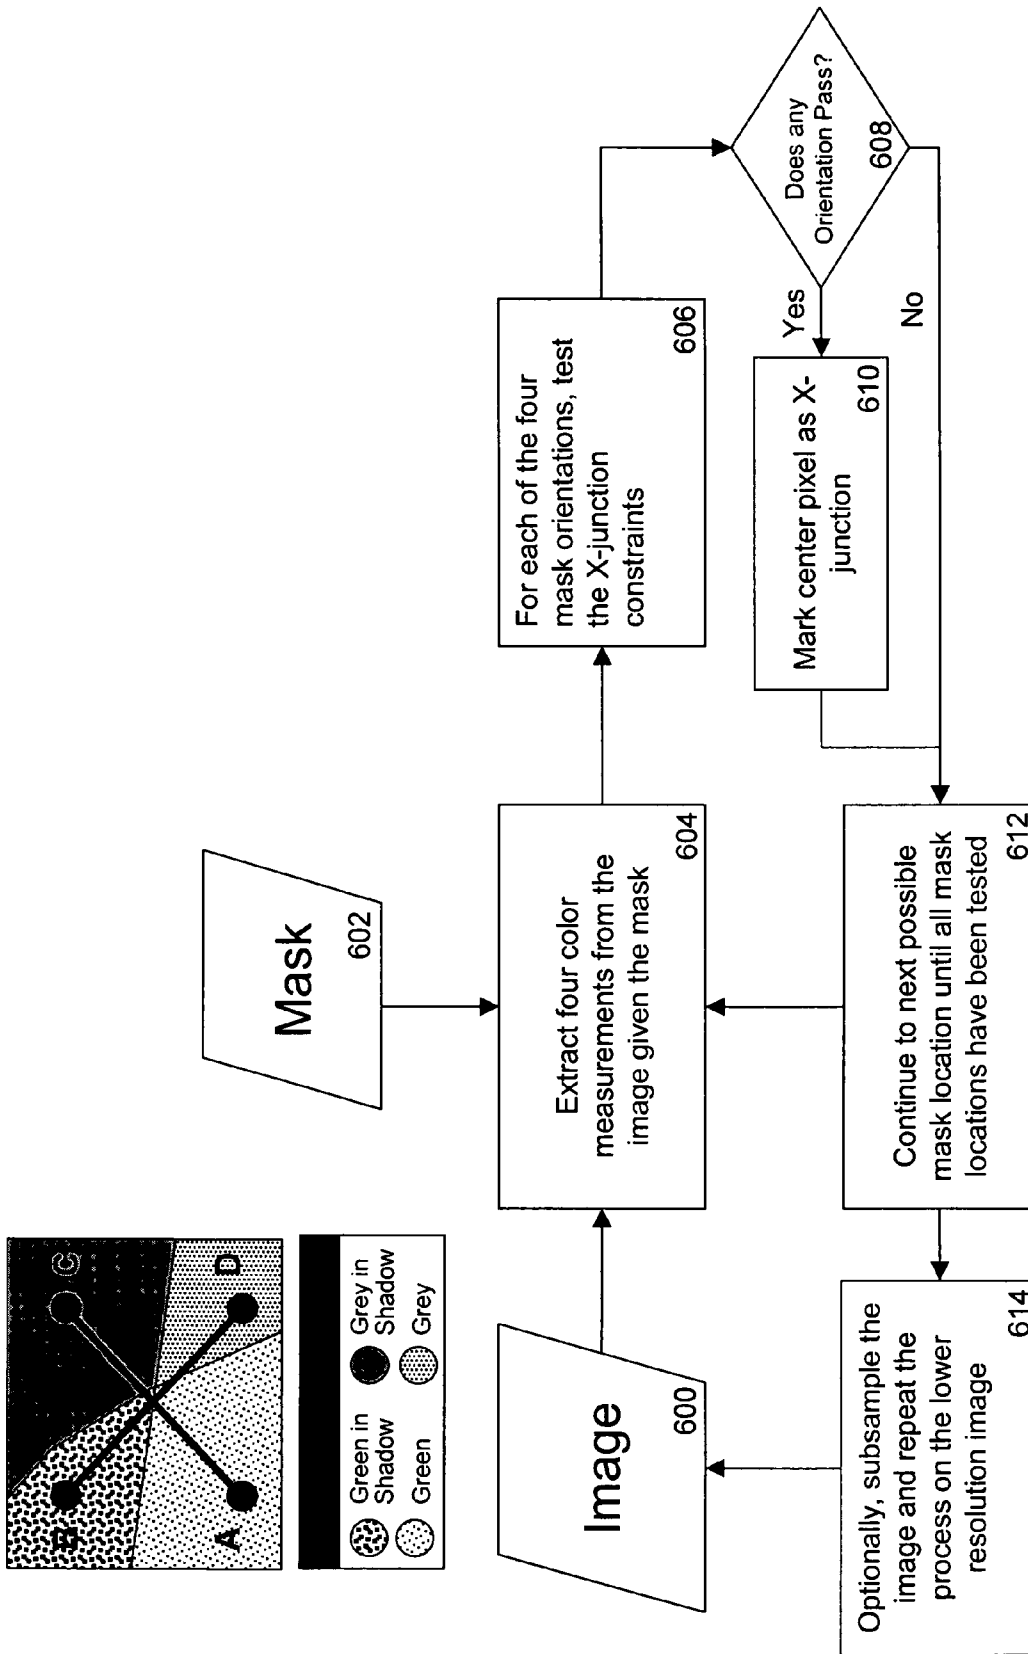 B
C
A
D
Green in
Shadow
Grey in
Shadow
Green
Grey
Mask
602
Image
600
Extract four color
measurements from the
image given the mask
604
For each of the four
mask orientations, test
the X-junction
constraints
606
Does any
Orientation Pass?
608
Yes
No
Mark center pixel as X-
junction
610
Continue to next possible
mask location until all mask
locations have been tested
612
Optionally, subsample the
image and repeat the
process on the lower
resolution image
614